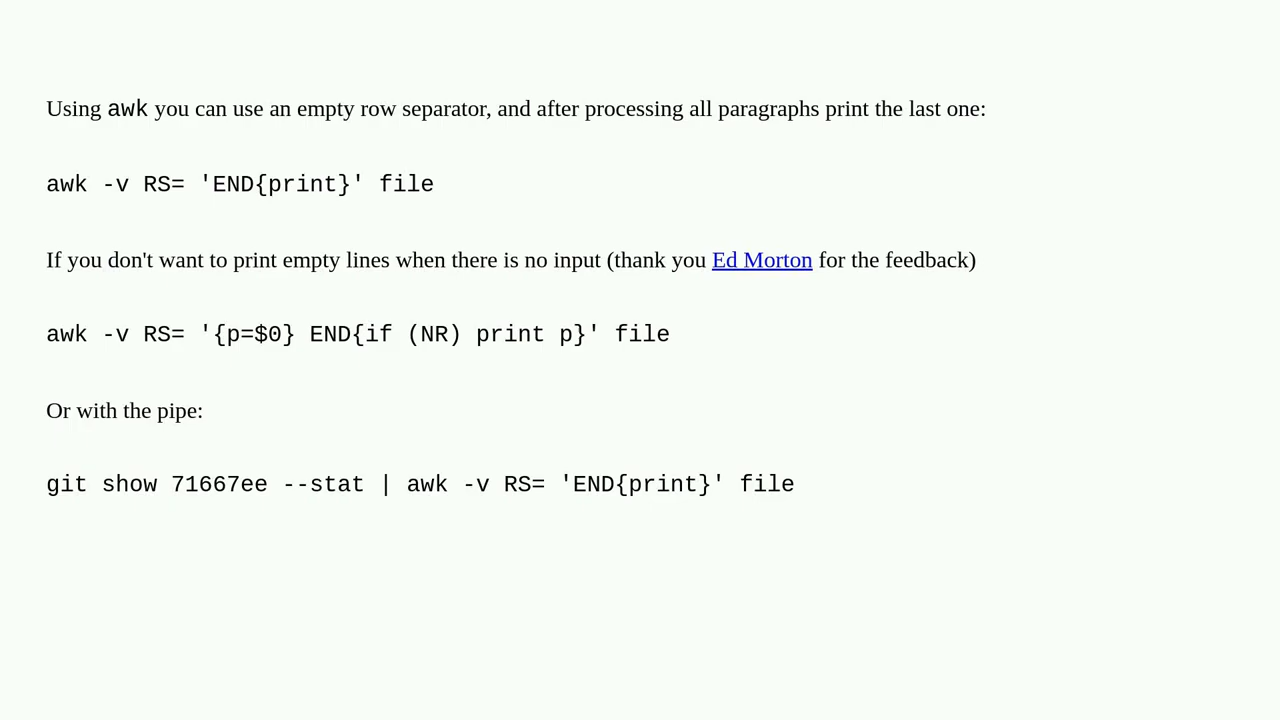 Using awk you can use an empty row separator, and after processing all paragraphs print the last one:
awk -v RS= 'END{print}' file
If you don't want to print empty lines when there is no input (thank you Ed Morton for the feedback)
awk -v RS= '{p=$0} END{if (NR) print p}' file
Or with the pipe:
git show 71667ee --stat | awk -v RS= 'END{print}' file